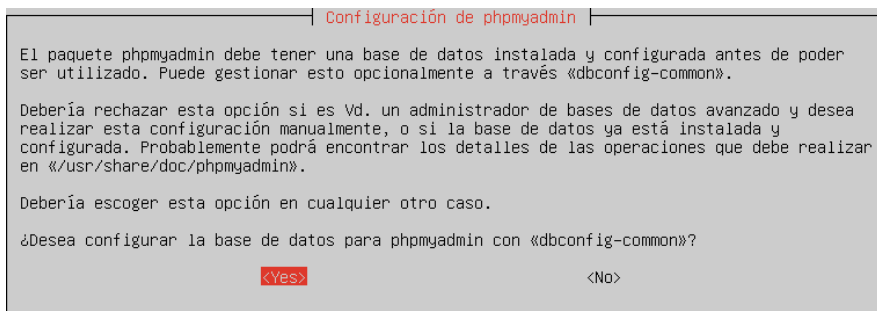 Configuración de phpmyadmin
El paquete phpmyadmin debe tener una base de datos instalada y configurada antes de poder
ser utilizado. Puede gestionar esto opcionalmente a través «dbconfig-common».
Debería rechazar esta opción si es Vd. un administrador de bases de datos avanzado y desea
realizar esta configuración manualmente, o si la base de datos ya está instalada y
configurada. Probablemente podrá encontrar los detalles de las operaciones que debe realizar
en «/usr/share/doc/phpmyadmin».
Debería escoger esta opción en cualquier otro caso.
¿Desea configurar la base de datos para phpmyadmin con «dbconfig-common»?
<Yes> <No>